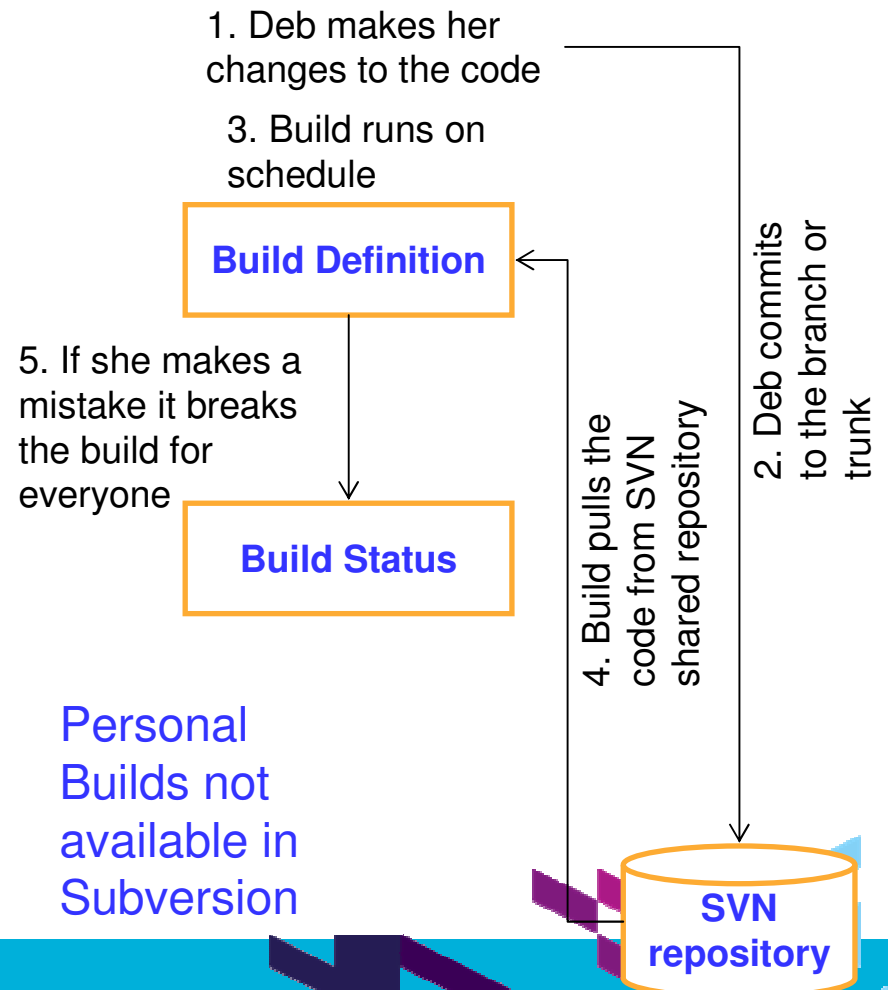 1. Deb makes her
changes to the code
3. Build runs on
schedule
Build Definition
2. Deb commits
to the branch or
trunk
5. If she makes a
mistake it breaks
the build for
everyone
4. Build pulls the
code from SVN
shared repository
Build Status
Personal
Builds not
available in
Subversion
SVN
repository